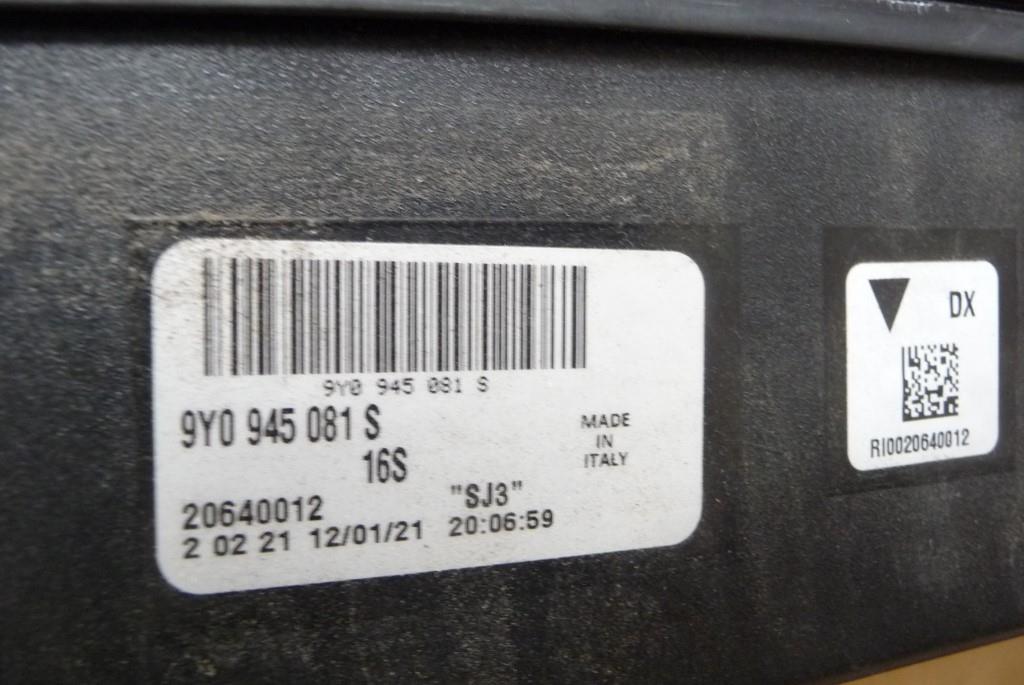 9Y0 945 081 S
9Y0 945 081 S
16S
MADE
IN
ITALY
20640012
"SJ3"
2 02 21 12/01/21 20:06:59
DX
RI0020640012